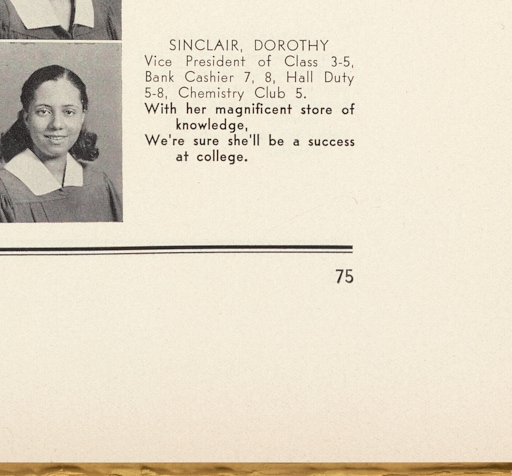 SINCLAIR, DOROTHY
Vice President of Class 3-5,
Bank Cashier 7, 8, Hall Duty
5-8, Chemistry Club 5.
With her magnificent store of
knowledge,
We're sure she'll be a success
at college.
75